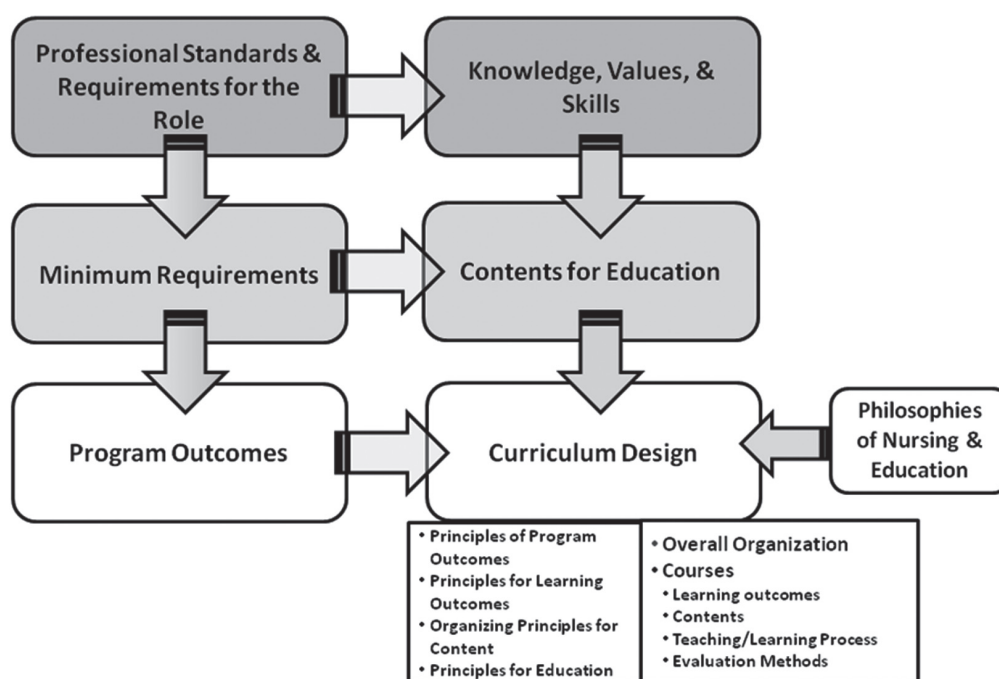 Professional Standards &
Requirements for the
Role
Knowledge, Values, &
Skills
Minimum Requirements
Contents for Education
Program Outcomes
Curriculum Design
Philosophies
of Nursing &
Education
• Principles of Program
Outcomes
• Principles for Learning
Outcomes
• Organizing Principles for
Content
• Principles for Education
• Overall Organization
• Courses
• Learning outcomes
• Contents
• Teaching/Learning Process
• Evaluation Methods